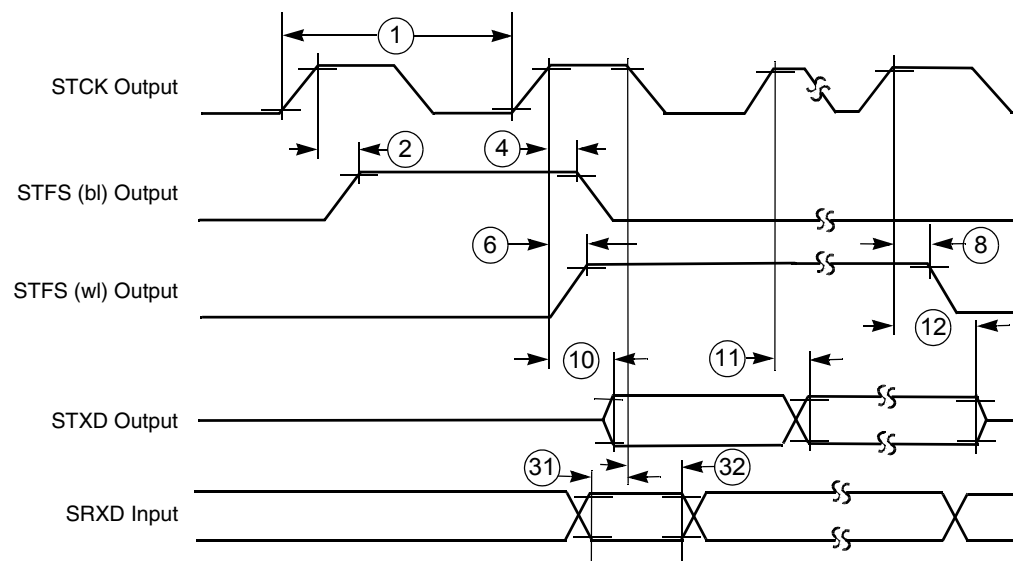 1
STCK Output
2
4
STFS (bl) Output
6
8
STFS (wl) Output
12
10
11
STXD Output
31
32
SRXD Input